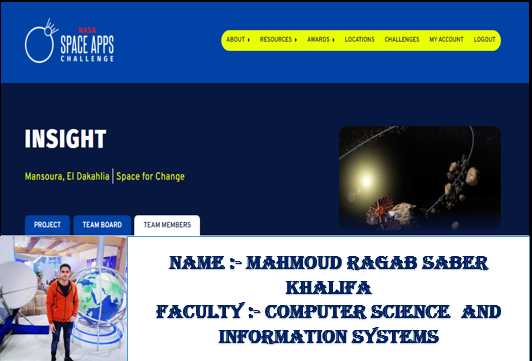 NASA
SPACE APPS
CHALLENGE
ABOUT RESOURCES AWARDS LOCATIONS CHALLENGES MY ACCOUNT LOGOUT
INSIGHT
Mansoura, El Dakahlia | Space for Change
PROJECT TEAM BOARD TEAM MEMBERS
NAME :- MAHMOUD RAGAB SABER
KHALIFA
FACULTY :- COMPUTER SCIENCE AND
INFORMATION SYSTEMS